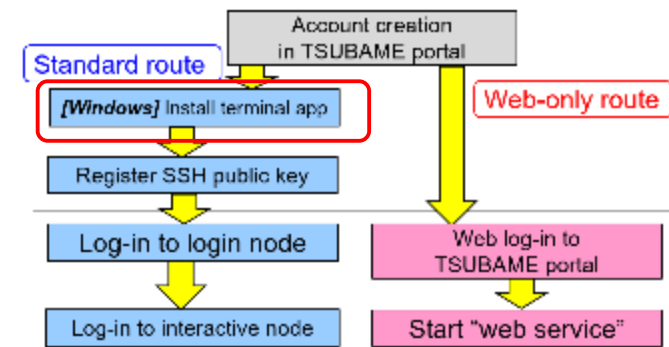 Account creation
in TSUBAME portal
Standard route
[Windows] Install terminal app
Web-only route
Register SSH public key
Log-in to login node
Web log-in to
TSUBAME portal
Log-in to interactive node
Start "web service"